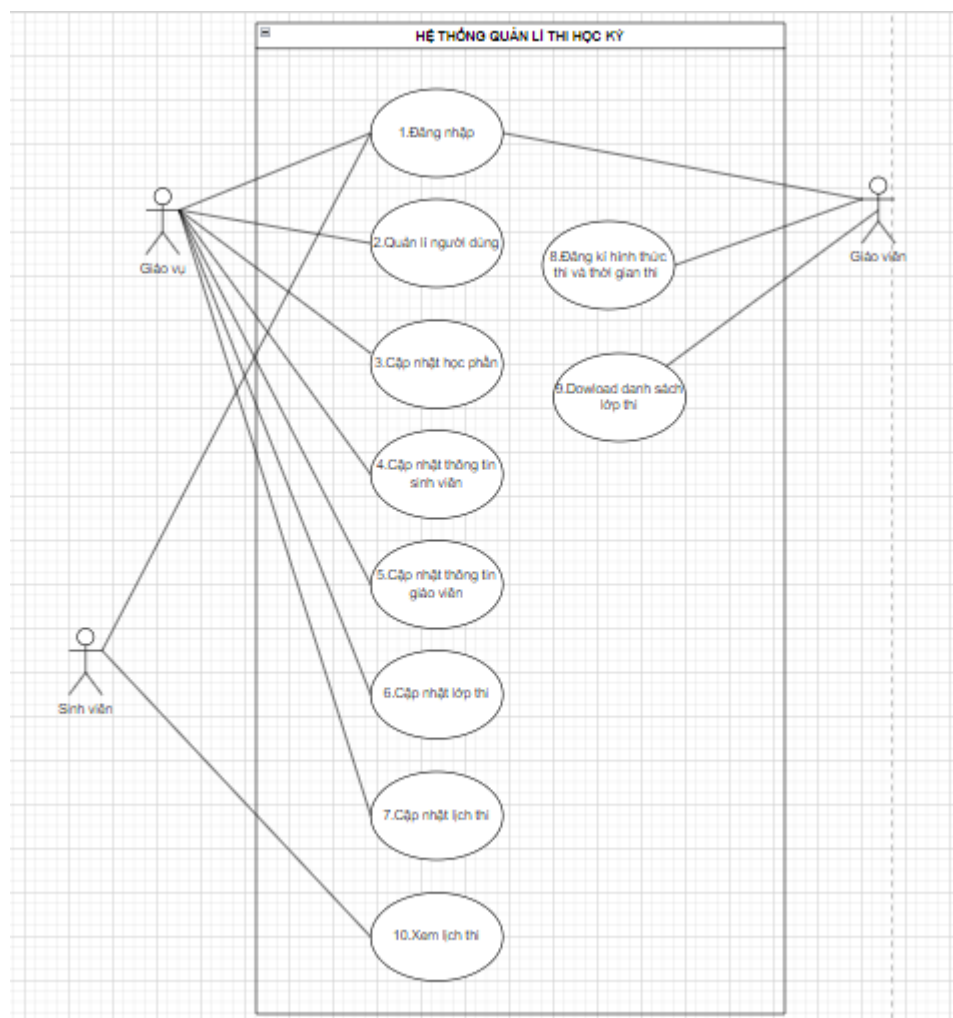 HỆ THỐNG QUẢN LÍ THI HỌC KỲ
1.Đăng nhập
Giáo vụ
2.Quản lí người dùng
8.Đăng kí hình thức
thi và thời gian thi
Giáo viên
3.Cập nhật học phần
9.Dowload danh sách
lớp thi
4.Cập nhật thông tin
sinh viên
5.Cập nhật thông tin
giáo viên
6.Cập nhật lớp thi
Sinh viên
7.Cập nhật lịch thi
10.Xem lịch thi